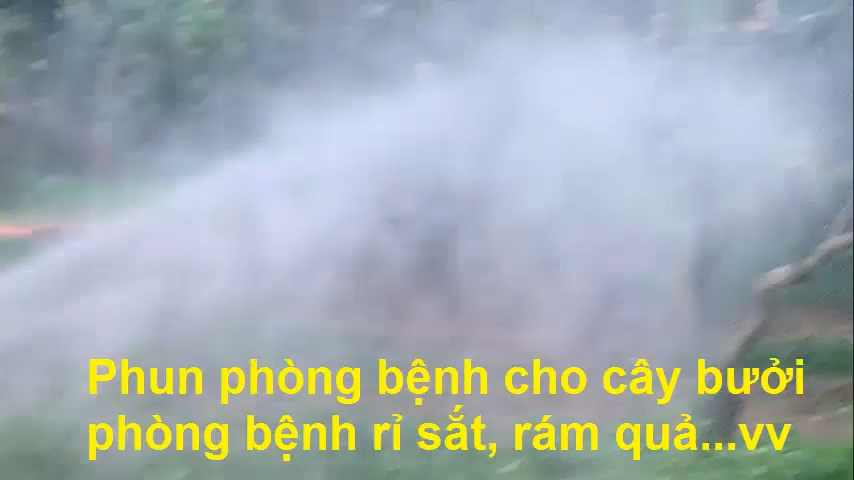 Phun phòng bệnh cho cây bưởi
phòng bệnh rỉ sắt, rám quả...vv